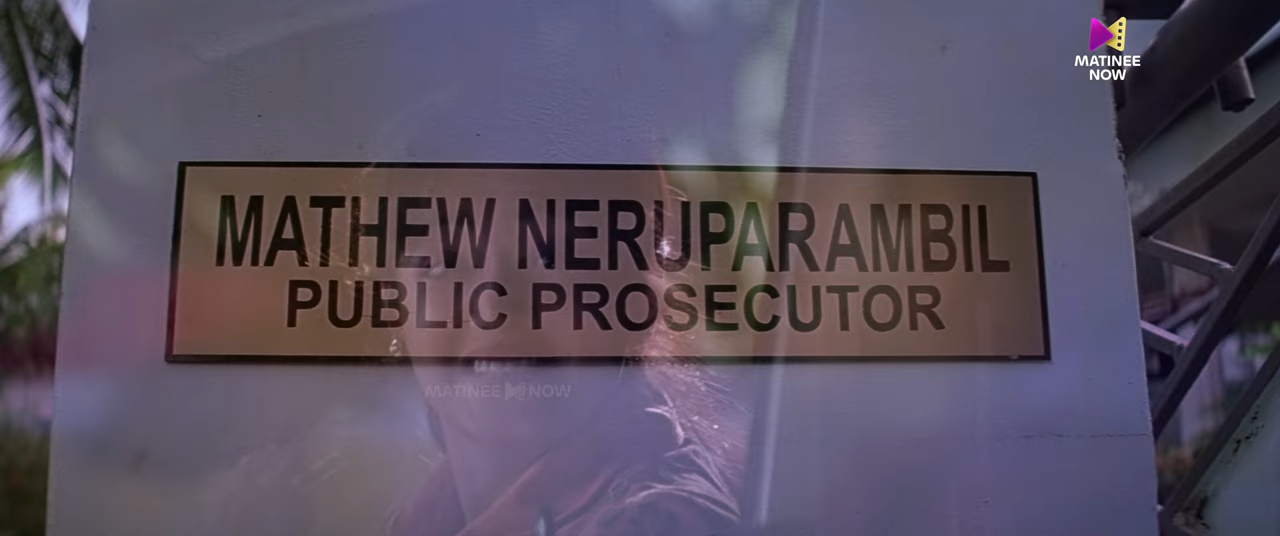 MATINEE
NOW
MATHEW NERUPARAMBIL
PUBLIC PROSECUTOR
MATINEE NOW